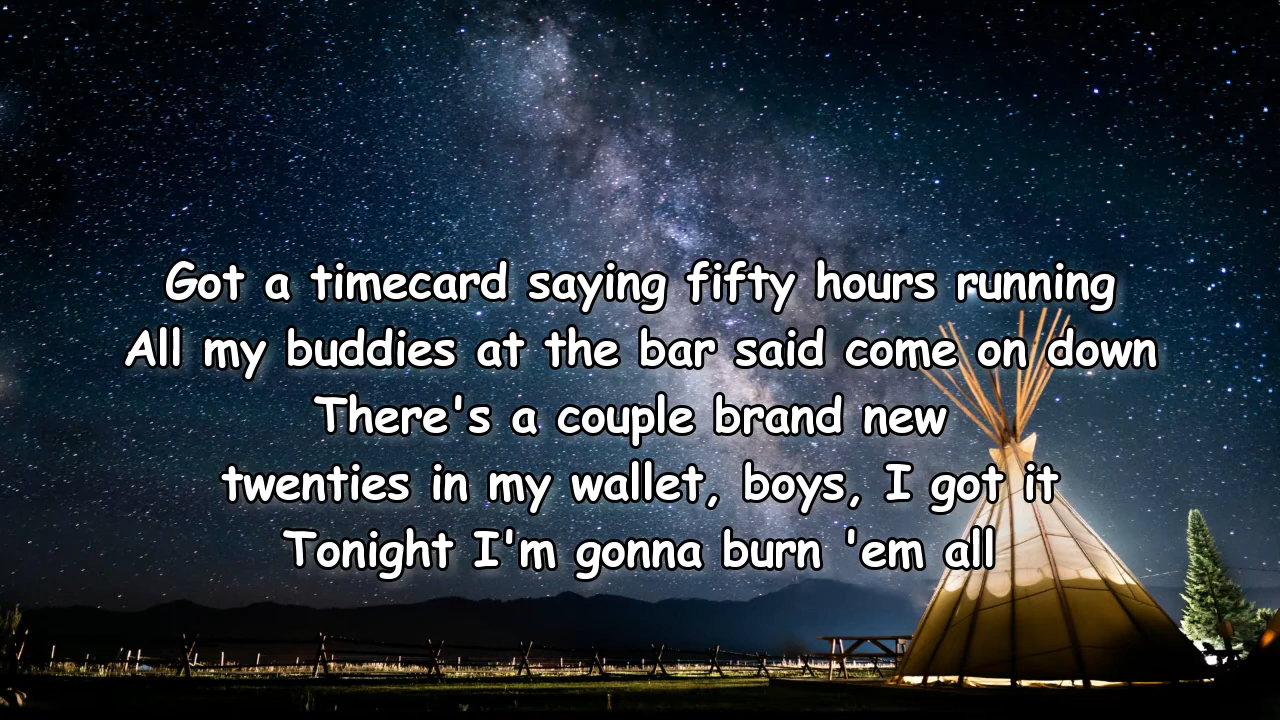 Got a timecard saying fifty hours running
All my buddies at the bar said come on down
There's a couple brand new
twenties in my wallet, boys, I got it
Tonight I'm gonna burn 'em all